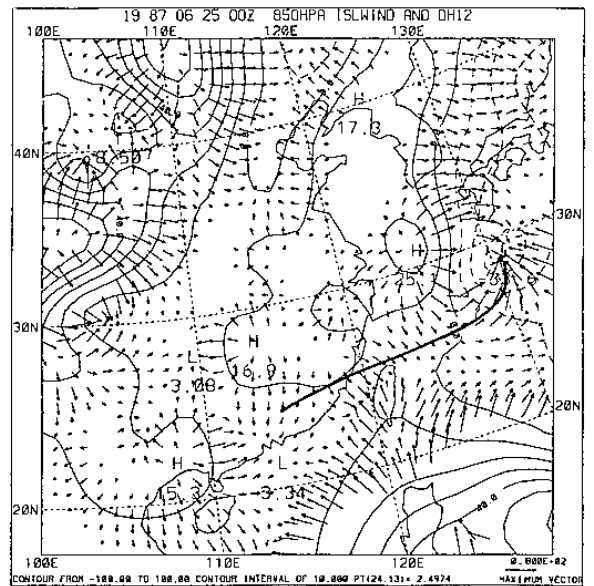 19 87 06 25 00Z 850HPA ISLWIND AND DH12
100E 110E 120E 130E
H
17.3
8.50
40N
30N
H
25
30N
L
H
3.08
16.9
20N
H
L
15.3
3.34
20N
100E
110E
120E
0.800E+02
CONTOUR FROM -100.00 TO 100.00 CONTOUR INTERVAL OF 10.000 PT(24.13)= 2.4974
MAXIMUM VECTOR